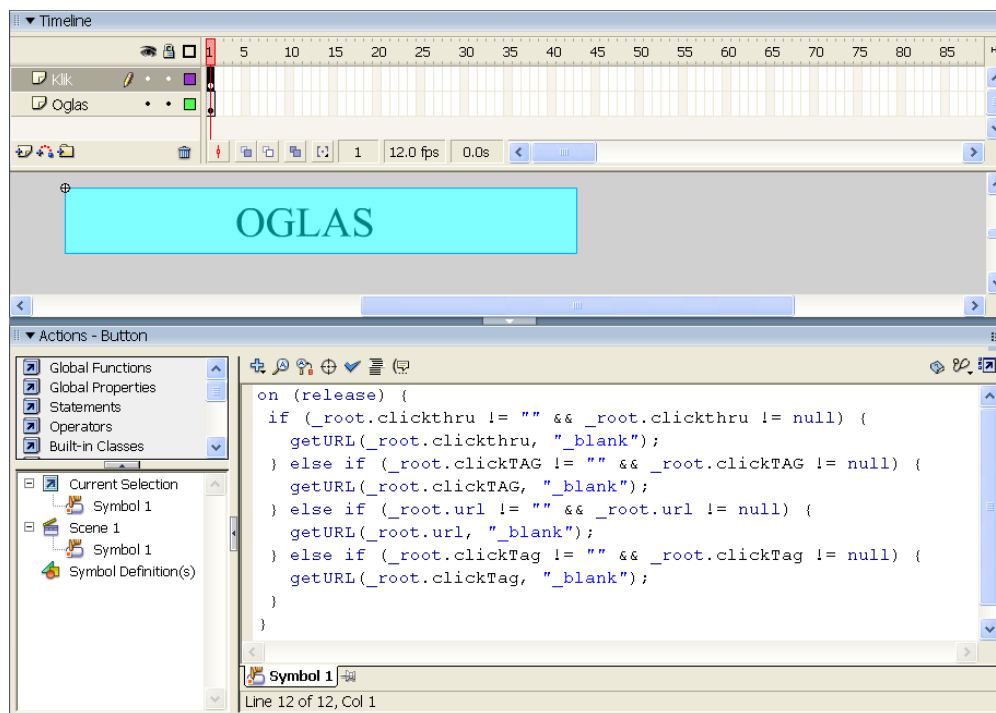 Timeline
1 5 10 15 20 25 30 35 40 45 50 55 60 65 70 75 80 85
Klik
Oglas
1 12.0 fps 0.0s
OGLAS
Actions - Button
Global Functions
Global Properties
Statements
Operators
Built-in Classes
Current Selection
Symbol 1
Scene 1
Symbol 1
Symbol Definition(s)
on (release) {
if (_root.clickthru != "" && _root.clickthru != null) {
getURL(_root.clickthru, "_blank");
} else if (_root.clickTAG != "" && _root.clickTAG != null) {
getURL(_root.clickTAG, "_blank");
} else if (_root.url != "" && _root.url != null) {
getURL(_root.url, "_blank");
} else if (_root.clickTag != "" && _root.clickTag != null) {
getURL(_root.clickTag, "_blank");
}
}
Symbol 1
Line 12 of 12, Col 1